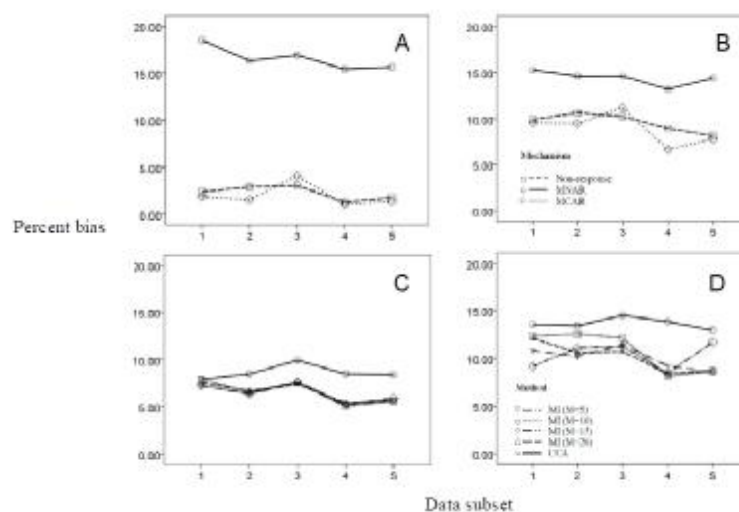 A
B
20.00
20.00
15.00
15.00
10.00
10.00
5.00
5.00
0.00
0.00
Mechanism
Non-response
MNAR
MCAR
1 2 3 4 5
1 2 3 4 5
Percent bias
C
D
20.00
20.00
15.00
15.00
10.00
10.00
5.00
5.00
0.00
0.00
Method
MI (M=5)
MI (M=10)
MI (M=15)
MI (M=20)
CCA
1 2 3 4 5
1 2 3 4 5
Data subset